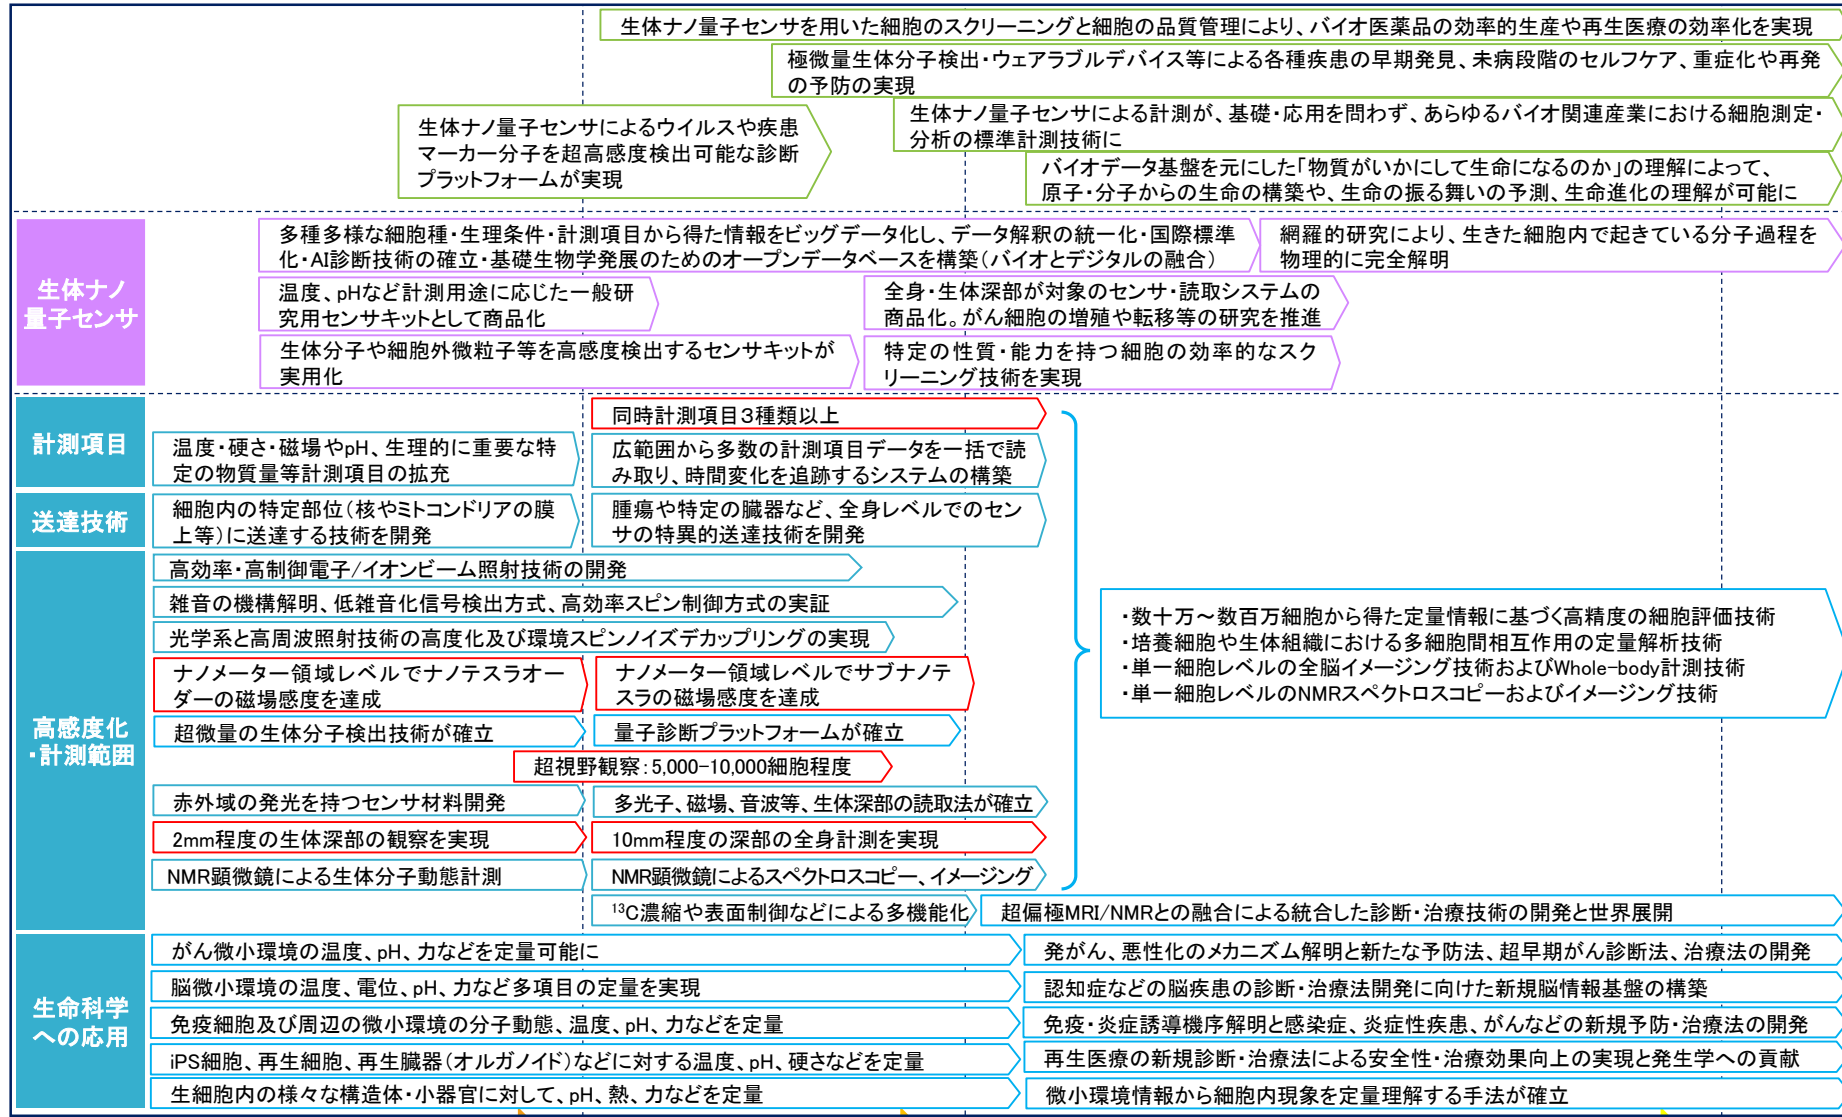 生体ナノ量子センサを用いた細胞のスクリーニングと細胞の品質管理により、バイオ医薬品の効率的生産や再生医療の効率化を実現
極微量生体分子検出・ウェアラブルデバイス等による各種疾患の早期発見、未病段階のセルフケア、重症化や再発
の予防の実現
生体ナノ量子センサによる計測が、基礎・応用を問わず、あらゆるバイオ関連産業における細胞測定・
分析の標準計測技術に
生体ナノ量子センサによるウイルスや疾患
マーカー分子を超高感度検出可能な診断
プラットフォームが実現
バイオデータ基盤を元にした「物質がいかにして生命になるのか」の理解によって、
原子・分子からの生命の構築や、生命の振る舞いの予測、生命進化の理解が可能に
生体ナノ
量子センサ
多種多様な細胞種・生理条件・計測項目から得た情報をビッグデータ化し、データ解釈の統一化・国際標準
化・AI診断技術の確立・基礎生物学発展のためのオープンデータベースを構築(バイオとデジタルの融合)
網羅的研究により、生きた細胞内で起きている分子過程を
物理的に完全解明
温度、pHなど計測用途に応じた一般研
究用センサキットとして商品化
全身・生体深部が対象のセンサ・読取システムの
商品化。がん細胞の増殖や転移等の研究を推進
生体分子や細胞外微粒子等を高感度検出するセンサキットが
実用化
特定の性質・能力を持つ細胞の効率的なスク
リーニング技術を実現
計測項目
同時計測項目3種類以上
温度・硬さ・磁場やpH、生理的に重要な特
定の物質量等計測項目の拡充
広範囲から多数の計測項目データを一括で読
み取り、時間変化を追跡するシステムの構築
送達技術
細胞内の特定部位(核やミトコンドリアの膜
上等)に送達する技術を開発
腫瘍や特定の臓器など、全身レベルでのセン
サの特異的送達技術を開発
高感度化
・計測範囲
高効率・高制御電子/イオンビーム照射技術の開発
雑音の機構解明、低雑音化信号検出方式、高効率スピン制御方式の実証
光学系と高周波照射技術の高度化及び環境スピンノイズデカップリングの実現
ナノメーター領域レベルでナノテスラオー
ダーの磁場感度を達成
ナノメーター領域レベルでサブナノテ
スラの磁場感度を達成
超微量の生体分子検出技術が確立
量子診断プラットフォームが確立
超視野観察:5,000-10,000細胞程度
赤外域の発光を持つセンサ材料開発
多光子、磁場、音波等、生体深部の読取法が確立
2mm程度の生体深部の観察を実現
10mm程度の深部の全身計測を実現
NMR顕微鏡による生体分子動態計測
NMR顕微鏡によるスペクトロスコピー、イメージング
¹³C濃縮や表面制御などによる多機能化
超偏極MRI/NMRとの融合による統合した診断・治療技術の開発と世界展開
・数十万～数百万細胞から得た定量情報に基づく高精度の細胞評価技術
・培養細胞や生体組織における多細胞間相互作用の定量解析技術
・単一細胞レベルの全脳イメージング技術およびWhole-body計測技術
・単一細胞レベルのNMRスペクトロスコピーおよびイメージング技術
生命科学
への応用
がん微小環境の温度、pH、力などを定量可能に
発がん、悪性化のメカニズム解明と新たな予防法、超早期がん診断法、治療法の開発
脳微小環境の温度、電位、pH、力など多項目の定量を実現
認知症などの脳疾患の診断・治療法開発に向けた新規脳情報基盤の構築
免疫細胞及び周辺の微小環境の分子動態、温度、pH、力などを定量
免疫・炎症誘導機序解明と感染症、炎症性疾患、がんなどの新規予防・治療法の開発
iPS細胞、再生細胞、再生臓器(オルガノイド)などに対する温度、pH、硬さなどを定量
再生医療の新規診断・治療法による安全性・治療効果向上の実現と発生学への貢献
生細胞内の様々な構造体・小器官に対して、pH、熱、力などを定量
微小環境情報から細胞内現象を定量理解する手法が確立